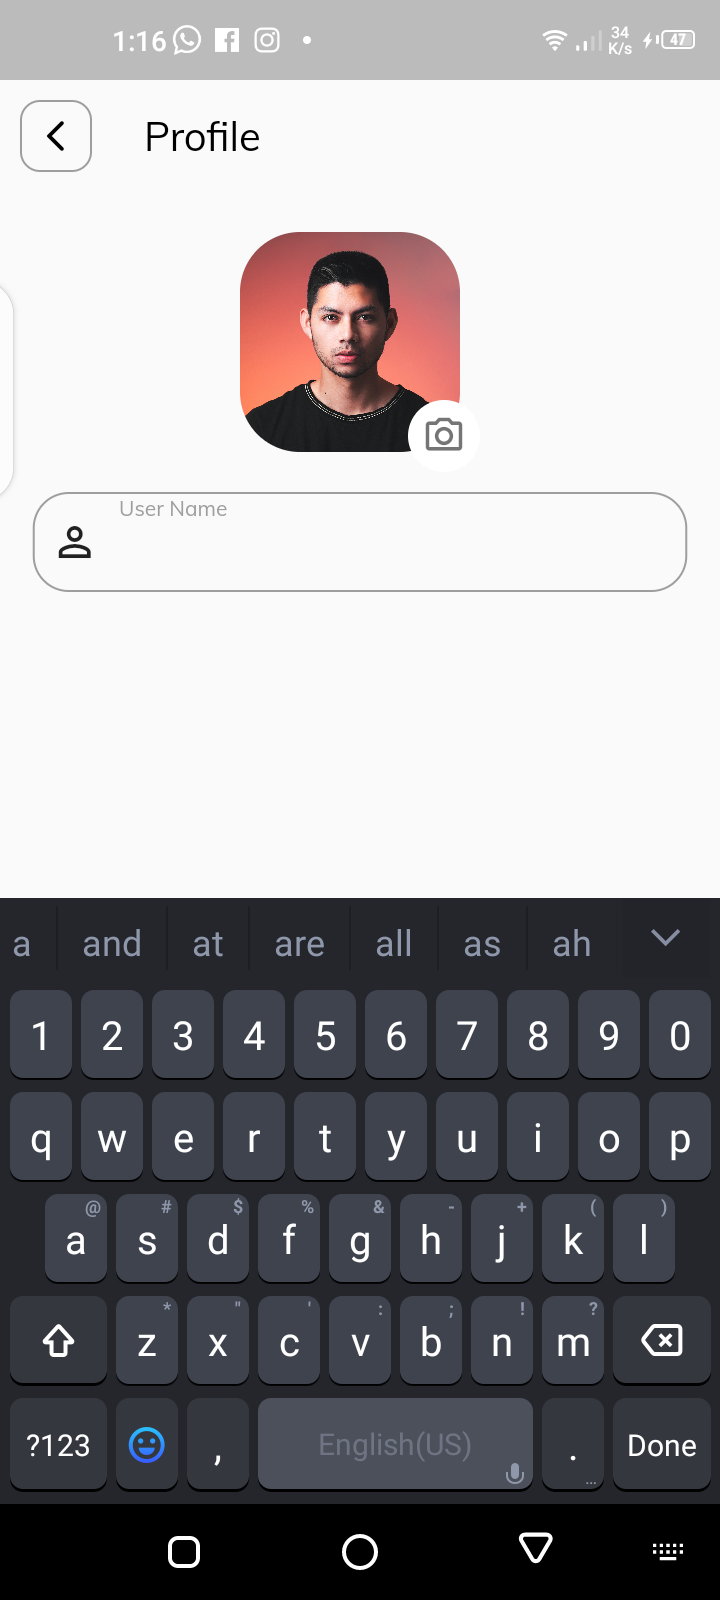 1:16 34 K/s 47
Profile
User Name
a and at are all as ah
1 2 3 4 5 6 7 8 9 0
q w e r t y u i o p
@ # $ % & - + ( )
a s d f g h j k l
* " ' : ; ! ?
z x c v b n m
?123 , English(US) . ... Done